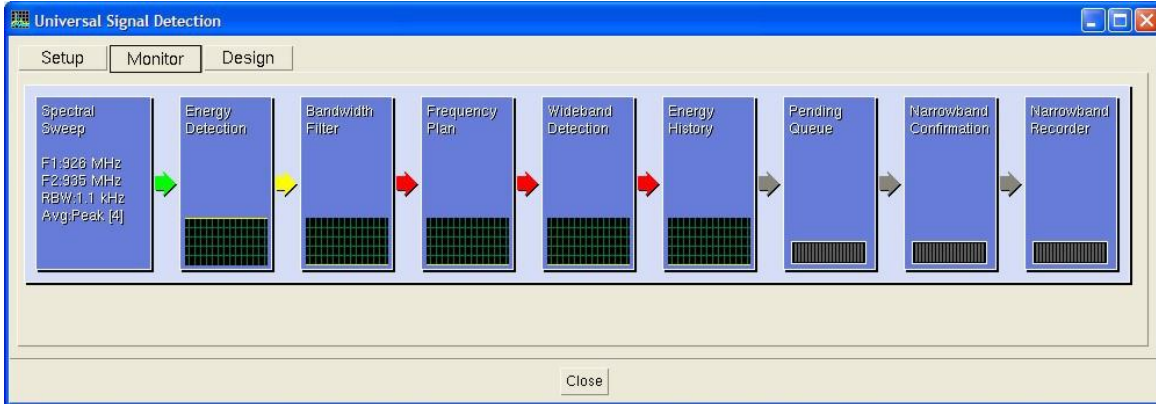 Universal Signal Detection
Setup
Monitor
Design
Spectral
Sweep
F1:926 MHz
F2:935 MHz
RBW:1.1 kHz
Avg:Peak [4]
Energy
Detection
Bandwidth
Filter
Frequency
Plan
Wideband
Detection
Energy
History
Pending
Queue
Narrowband
Confirmation
Narrowband
Recorder
Close